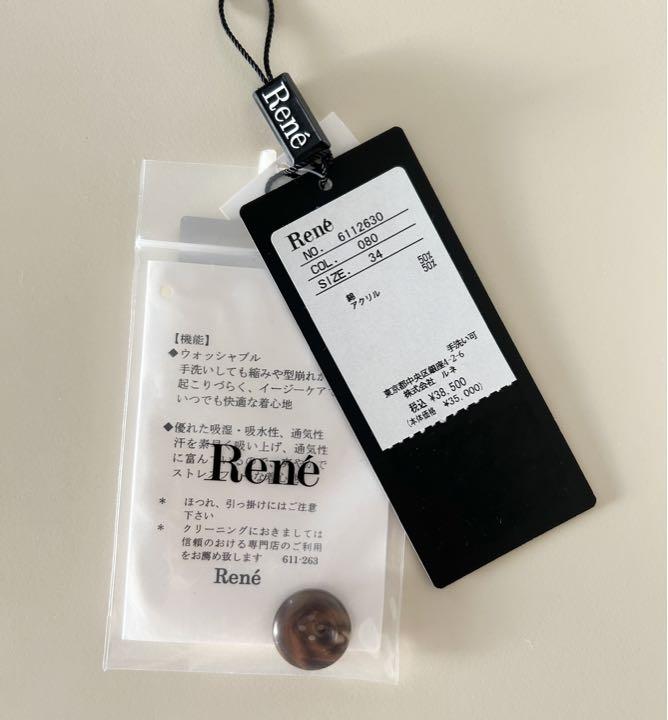 René
René
NO. 6112630
COL. 080
SIZE. 34
綿 50%
アクリル 50%
手洗い可
東京都中央区銀座4-2-6
株式会社 ルネ
税込 ¥38,500
(本体価格 ¥35,000)
【機能】
◆ウォッシャブル
手洗いしても縮みや型崩れが
起こりづらく、イージーケアで
いつでも快適な着心地
◆優れた吸湿・吸水性、通気性
汗を素早く吸い上げ、通気性
に富んで
ストレス
René
* ほつれ、引っ掛けにはご注意
下さい
* クリーニングにおきましては
信頼のおける専門店のご利用
をお薦め致します 611-263
René